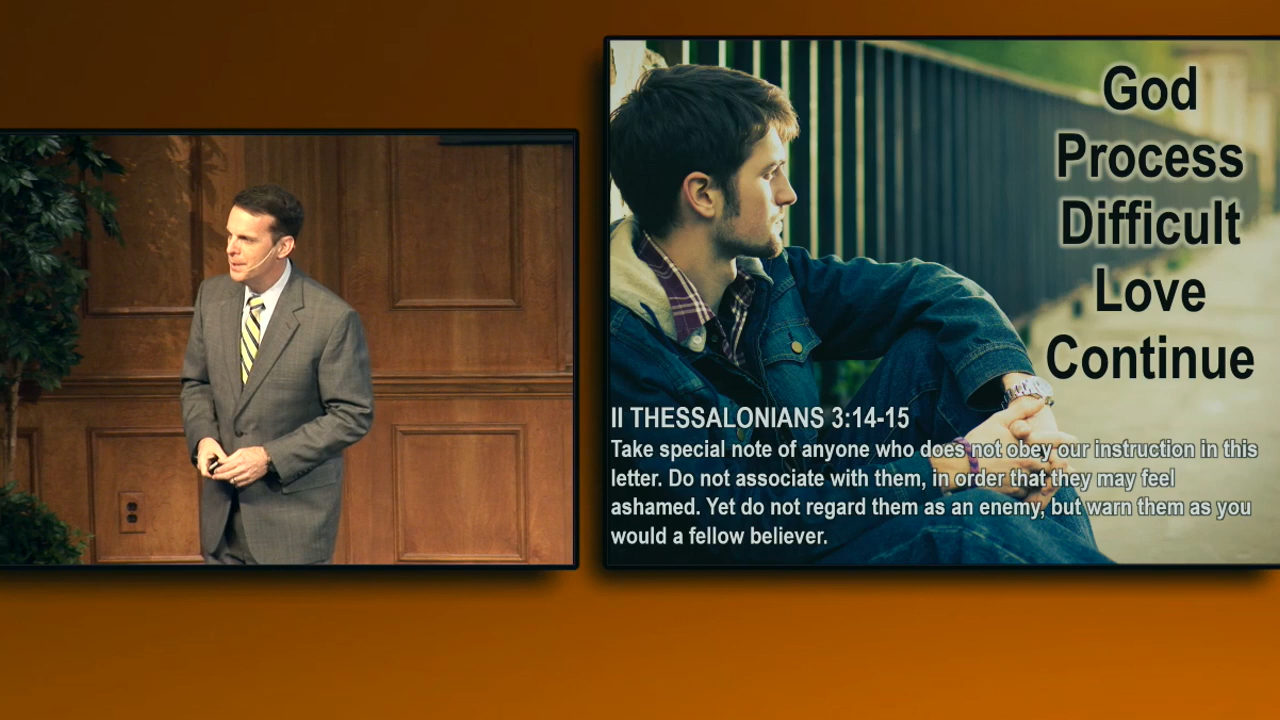 God
Process
Difficult
Love
Continue
II THESSALONIANS 3:14-15
Take special note of anyone who does not obey our instruction in this
letter. Do not associate with them, in order that they may feel
ashamed. Yet do not regard them as an enemy, but warn them as you
would a fellow believer.